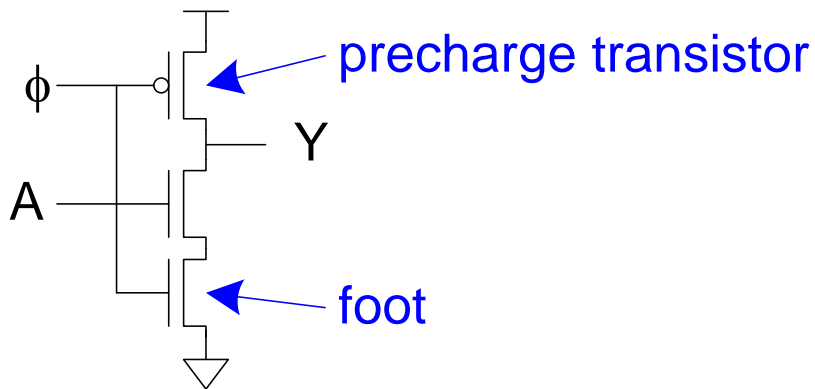 precharge transistor
ϕ
Y
A
foot